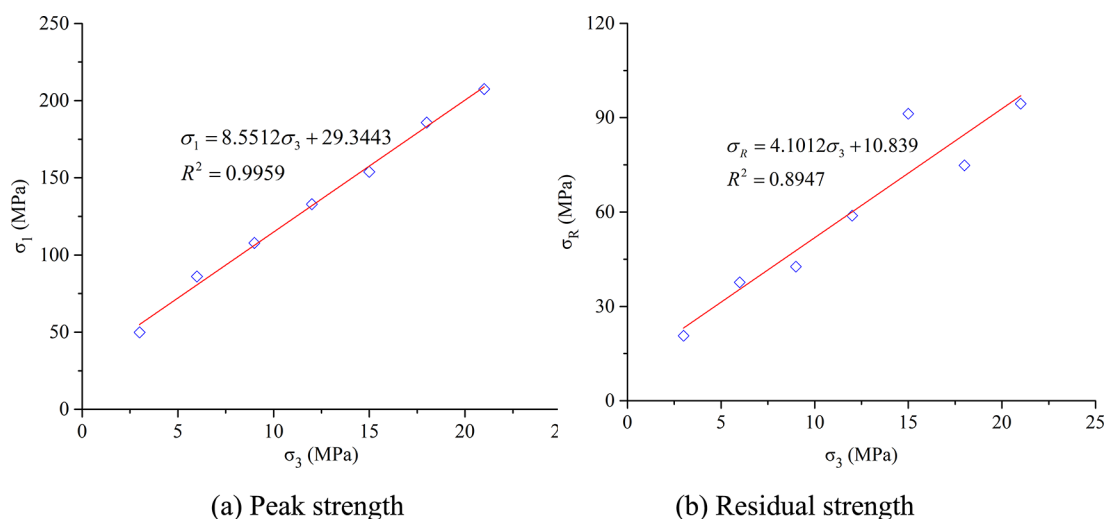 250
200
150
100
50
0
σ₁ (MPa)
σ₁ = 8.5512σ₃ + 29.3443
R² = 0.9959
0 5 10 15 20 2
σ₃ (MPa)
(a) Peak strength
120
90
60
30
0
σR (MPa)
σR = 4.1012σ₃ + 10.839
R² = 0.8947
0 5 10 15 20 25
σ₃ (MPa)
(b) Residual strength